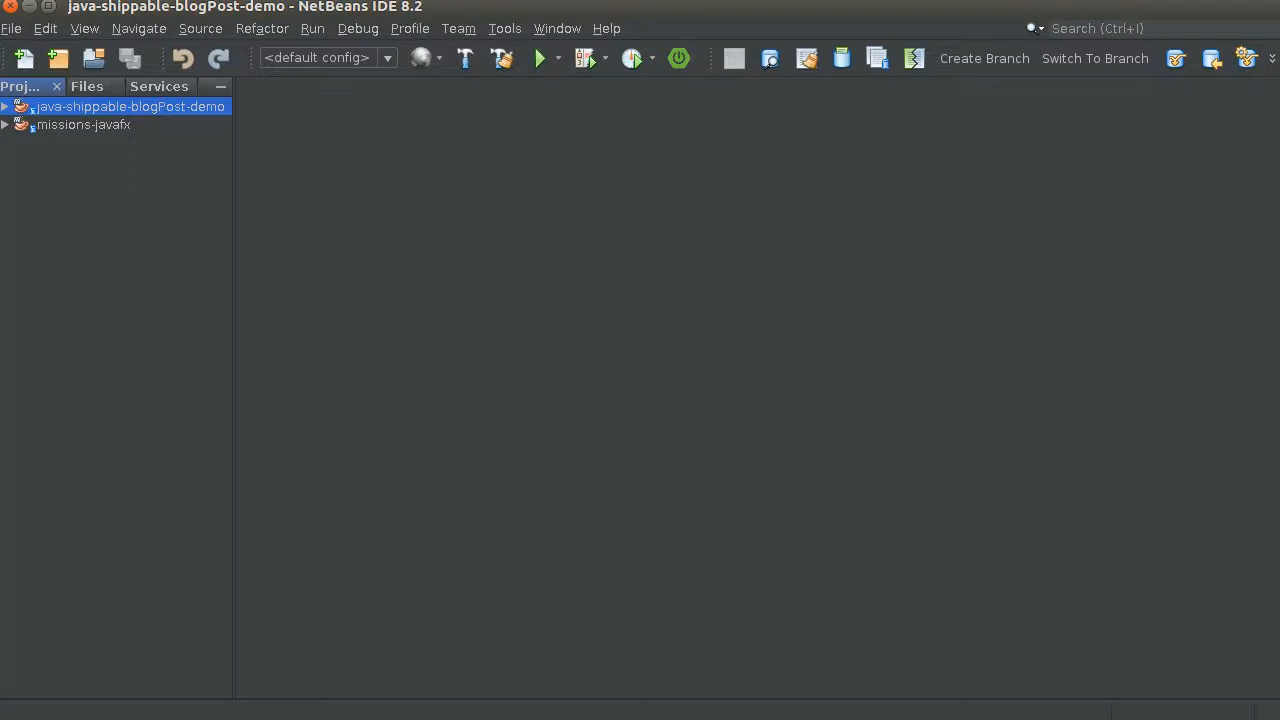 java-shippable-blogPost-demo - NetBeans IDE 8.2
File Edit View Navigate Source Refactor Run Debug Profile Team Tools Window Help Search (Ctrl+I)
<default config> Create Branch Switch To Branch
Proj... Files Services
java-shippable-blogPost-demo
missions-javafx